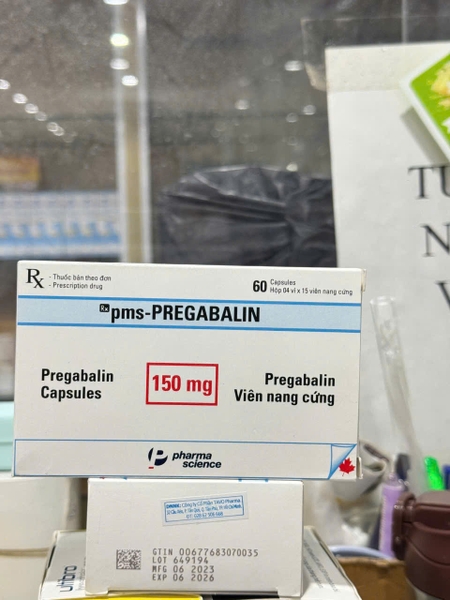 Rx - Thuốc bán theo đơn
- Prescription drug
60 Capsules
Hộp 04 vỉ x 15 viên nang cứng
Rx pms-PREGABALIN
Pregabalin
Capsules
150 mg
Pregabalin
Viên nang cứng
pharma
science
GTIN 00677683070035
LOT 649194
MFG 06 2023
EXP 06 2026
TU
N
V